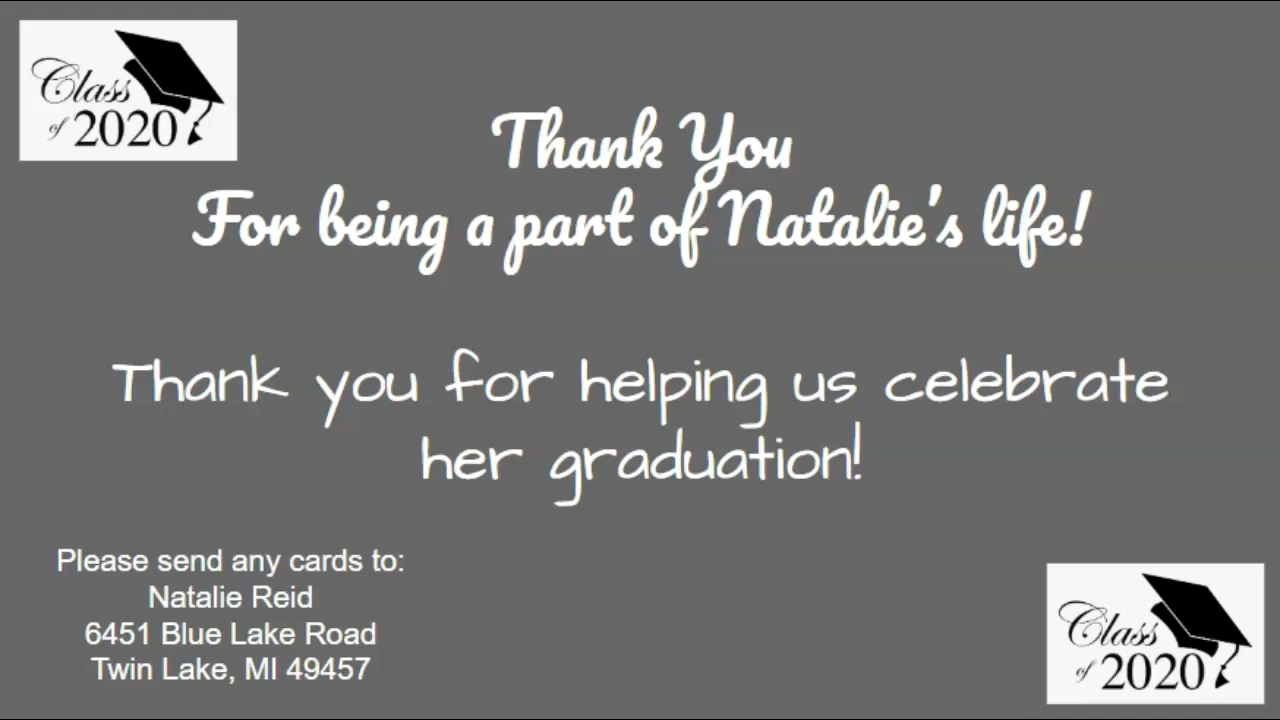 Class
of 2020
Thank You
For being a part of Natalie's life!
Thank you for helping us celebrate
her graduation!
Please send any cards to:
Natalie Reid
6451 Blue Lake Road
Twin Lake, MI 49457
Class
of 2020